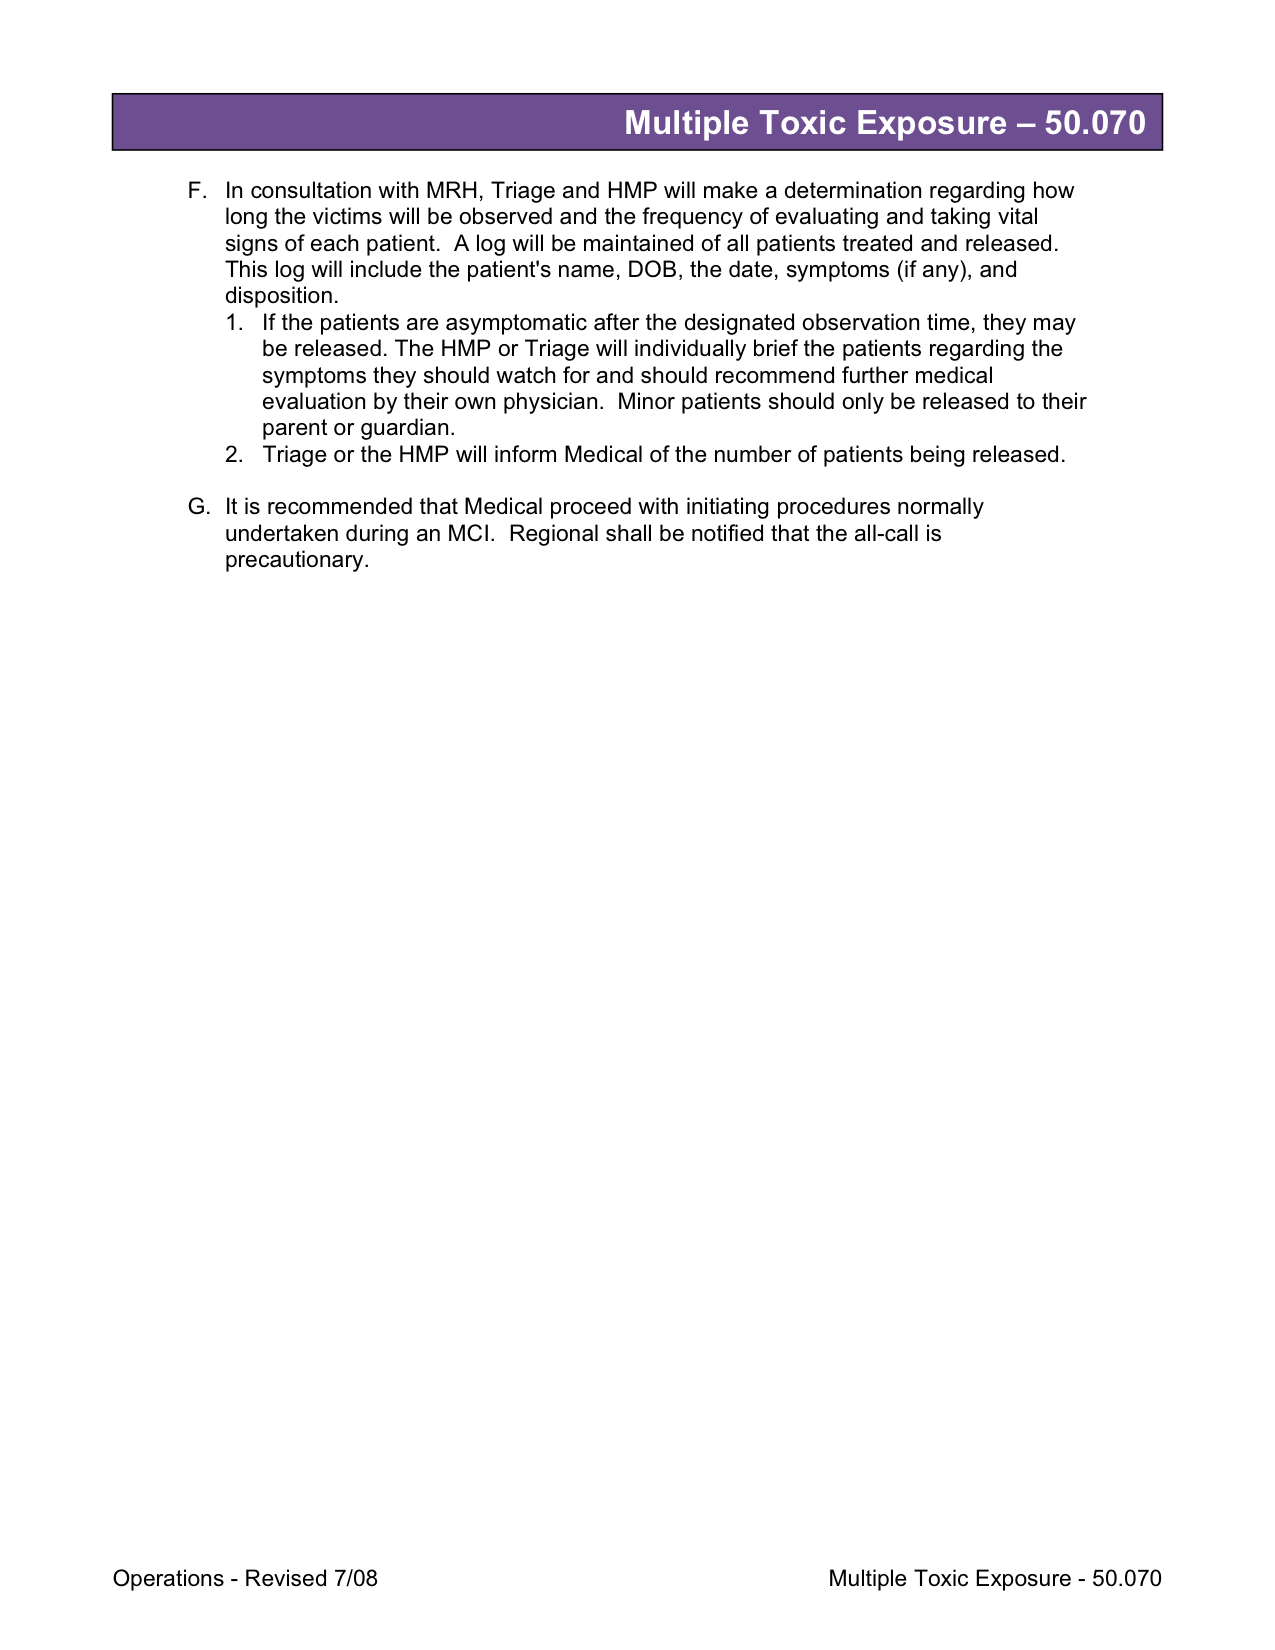 Multiple Toxic Exposure – 50.070
F. In consultation with MRH, Triage and HMP will make a determination regarding how
long the victims will be observed and the frequency of evaluating and taking vital
signs of each patient.  A log will be maintained of all patients treated and released.
This log will include the patient's name, DOB, the date, symptoms (if any), and
disposition.
1. If the patients are asymptomatic after the designated observation time, they may
be released. The HMP or Triage will individually brief the patients regarding the
symptoms they should watch for and should recommend further medical
evaluation by their own physician.  Minor patients should only be released to their
parent or guardian.
2. Triage or the HMP will inform Medical of the number of patients being released.
G. It is recommended that Medical proceed with initiating procedures normally
undertaken during an MCI.  Regional shall be notified that the all-call is
precautionary.
Operations - Revised 7/08 Multiple Toxic Exposure - 50.070